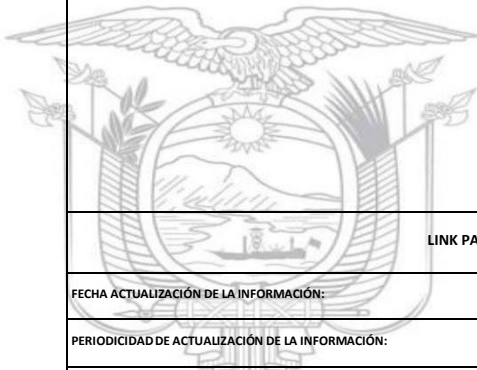 LINK PA
FECHA ACTUALIZACIÓN DE LA INFORMACIÓN:
PERIODICIDAD DE ACTUALIZACIÓN DE LA INFORMACIÓN: